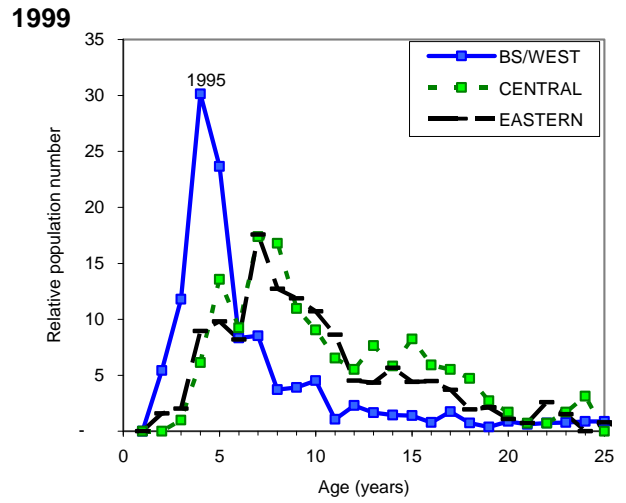 1999
35
30
25
20
15
10
5
-
Relative population number
1995
BS/WEST
CENTRAL
EASTERN
0 5 10 15 20 25
Age (years)